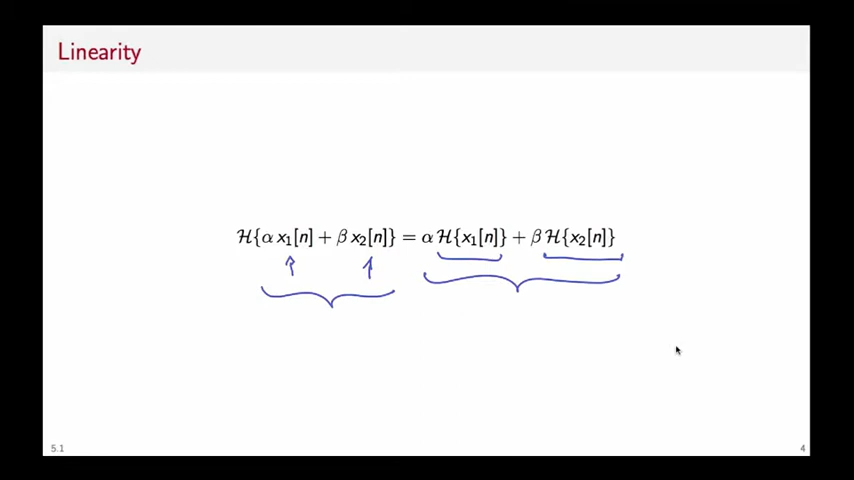 Linearity
ℋ{α x₁[n] + β x₂[n]} = α ℋ{x₁[n]} + β ℋ{x₂[n]}
5.1
4